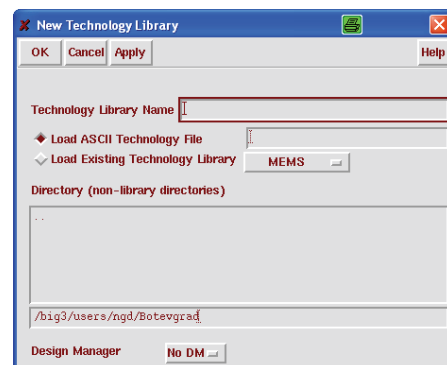 New Technology Library
OK Cancel Apply Help
Technology Library Name
Load ASCII Technology File
Load Existing Technology Library MEMS
Directory (non-library directories)
..
/big3/users/ngd/Botevgrad
Design Manager No DM